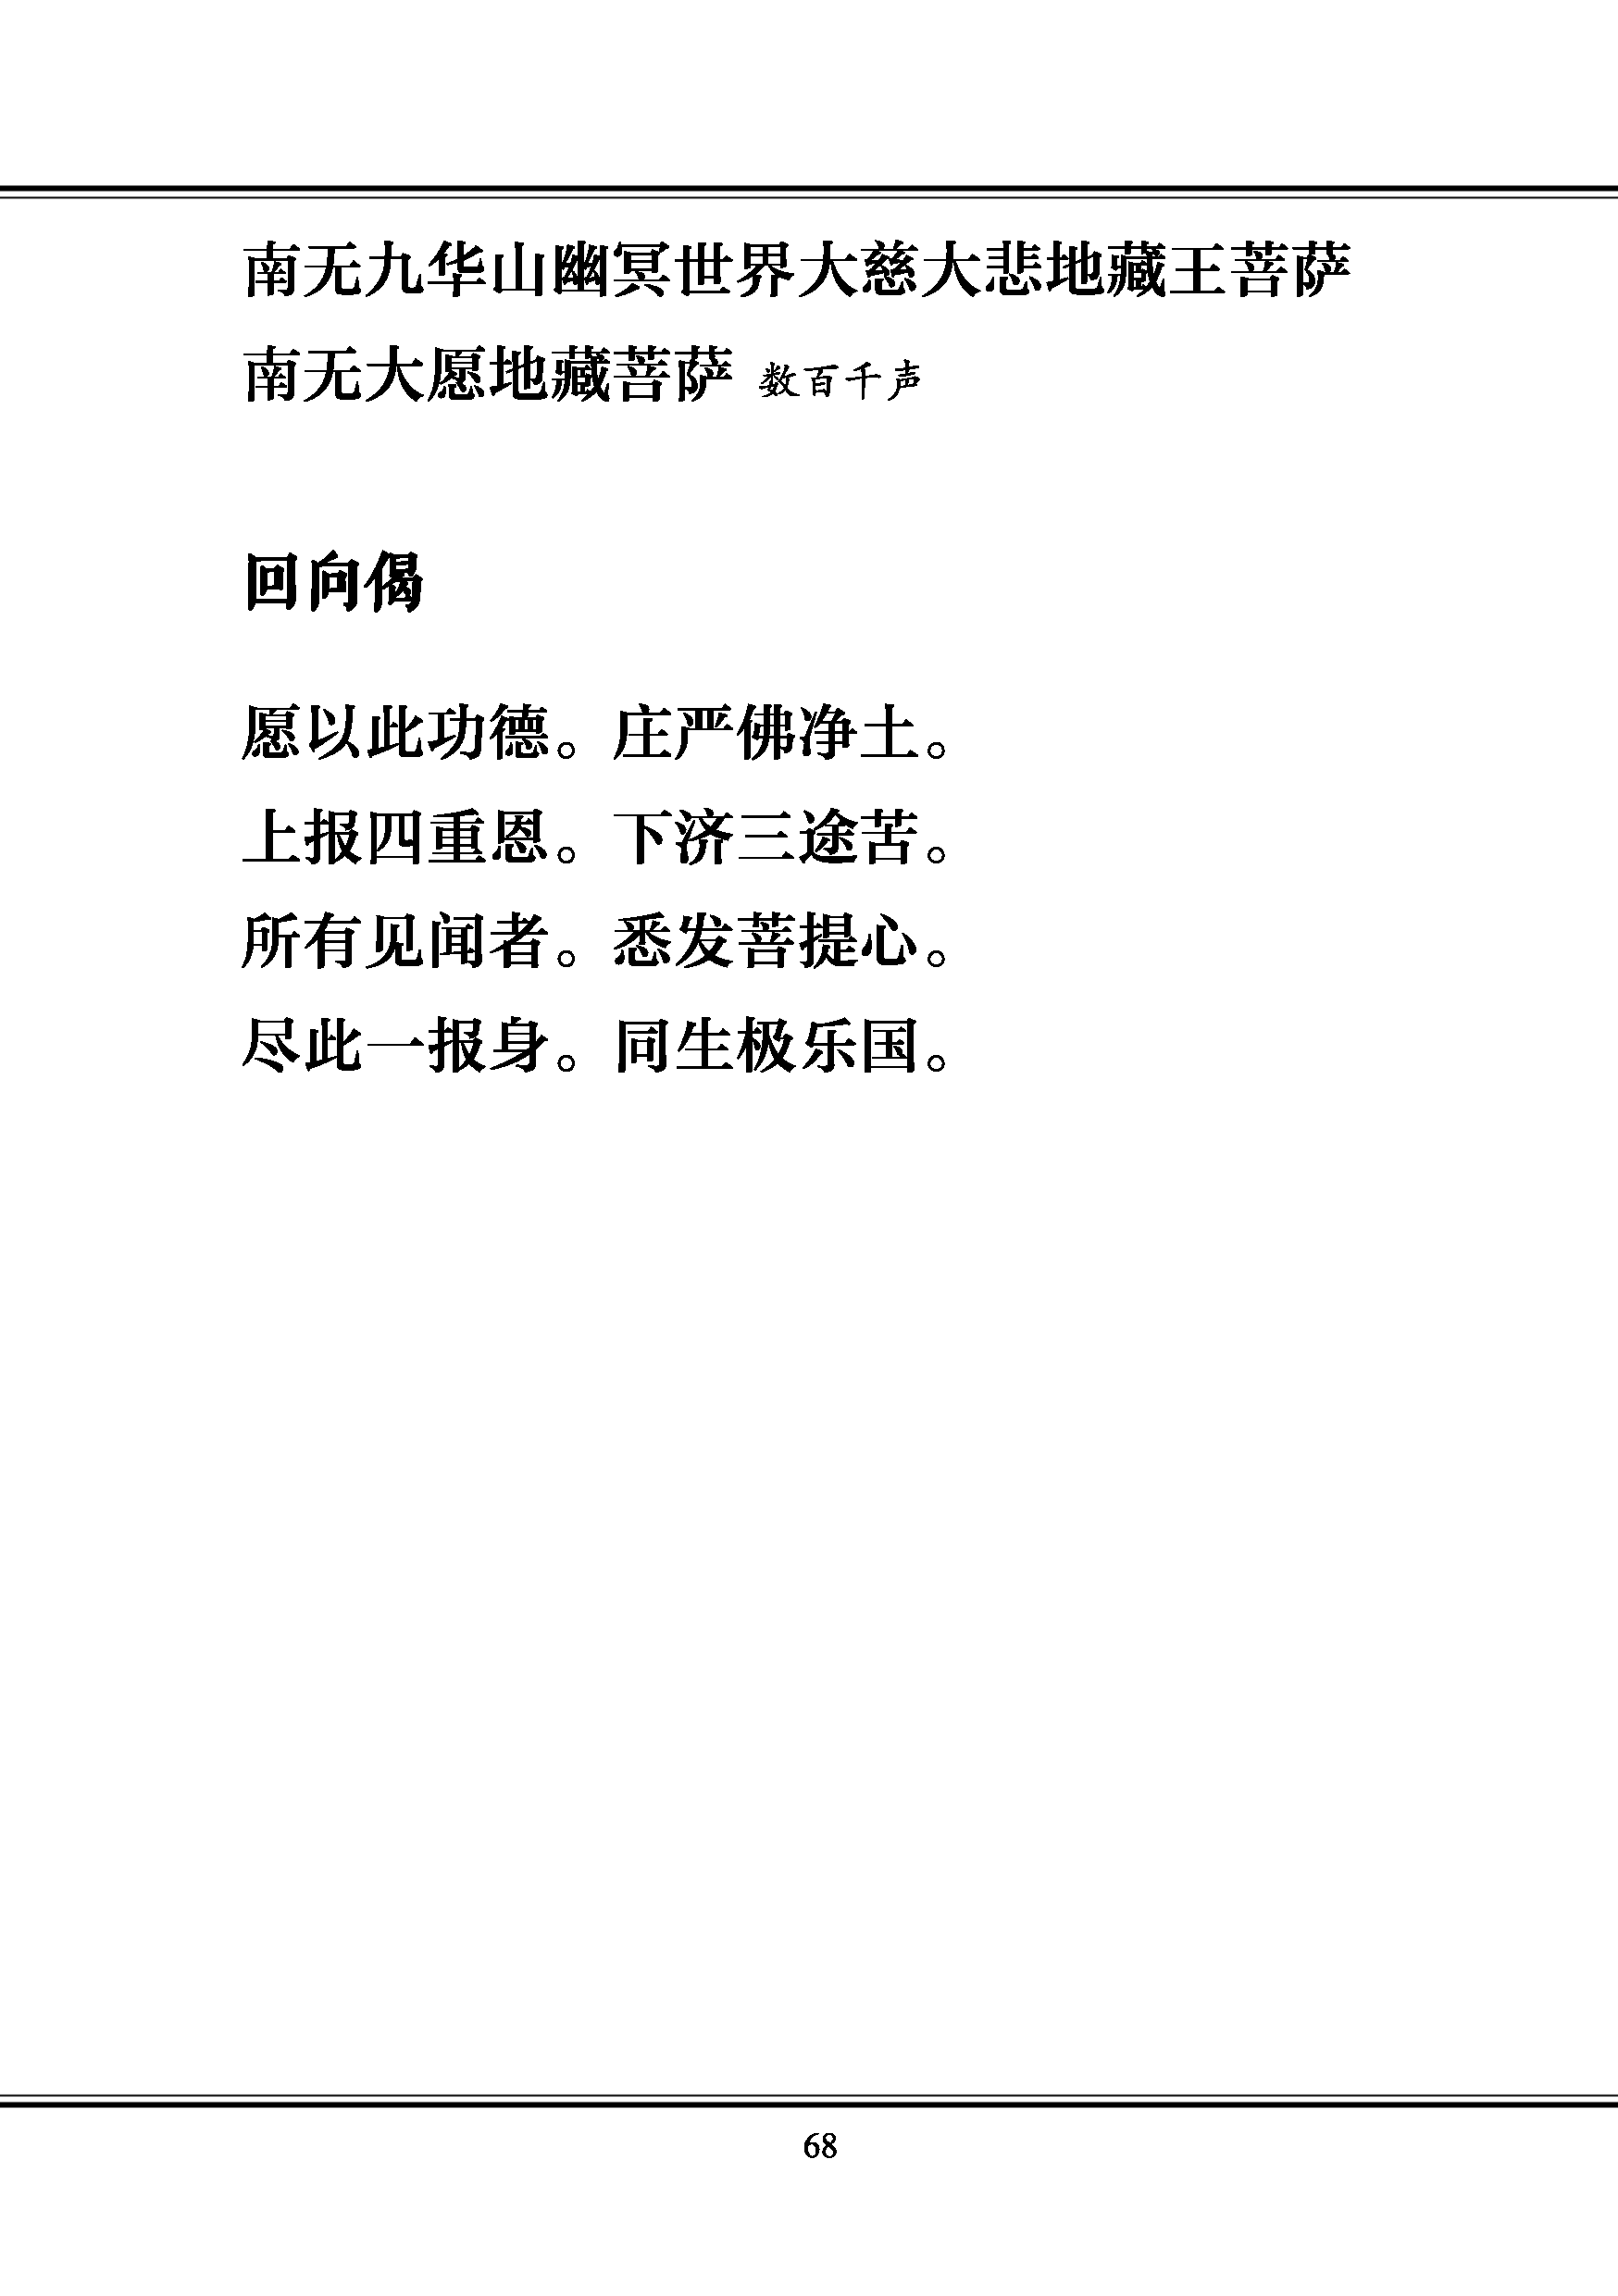 南无九华山幽冥世界大慈大悲地藏王菩萨
南无大愿地藏菩萨 数百千声
回向偈
愿以此功德。庄严佛净土。
上报四重恩。下济三途苦。
所有见闻者。悉发菩提心。
尽此一报身。同生极乐国。
68